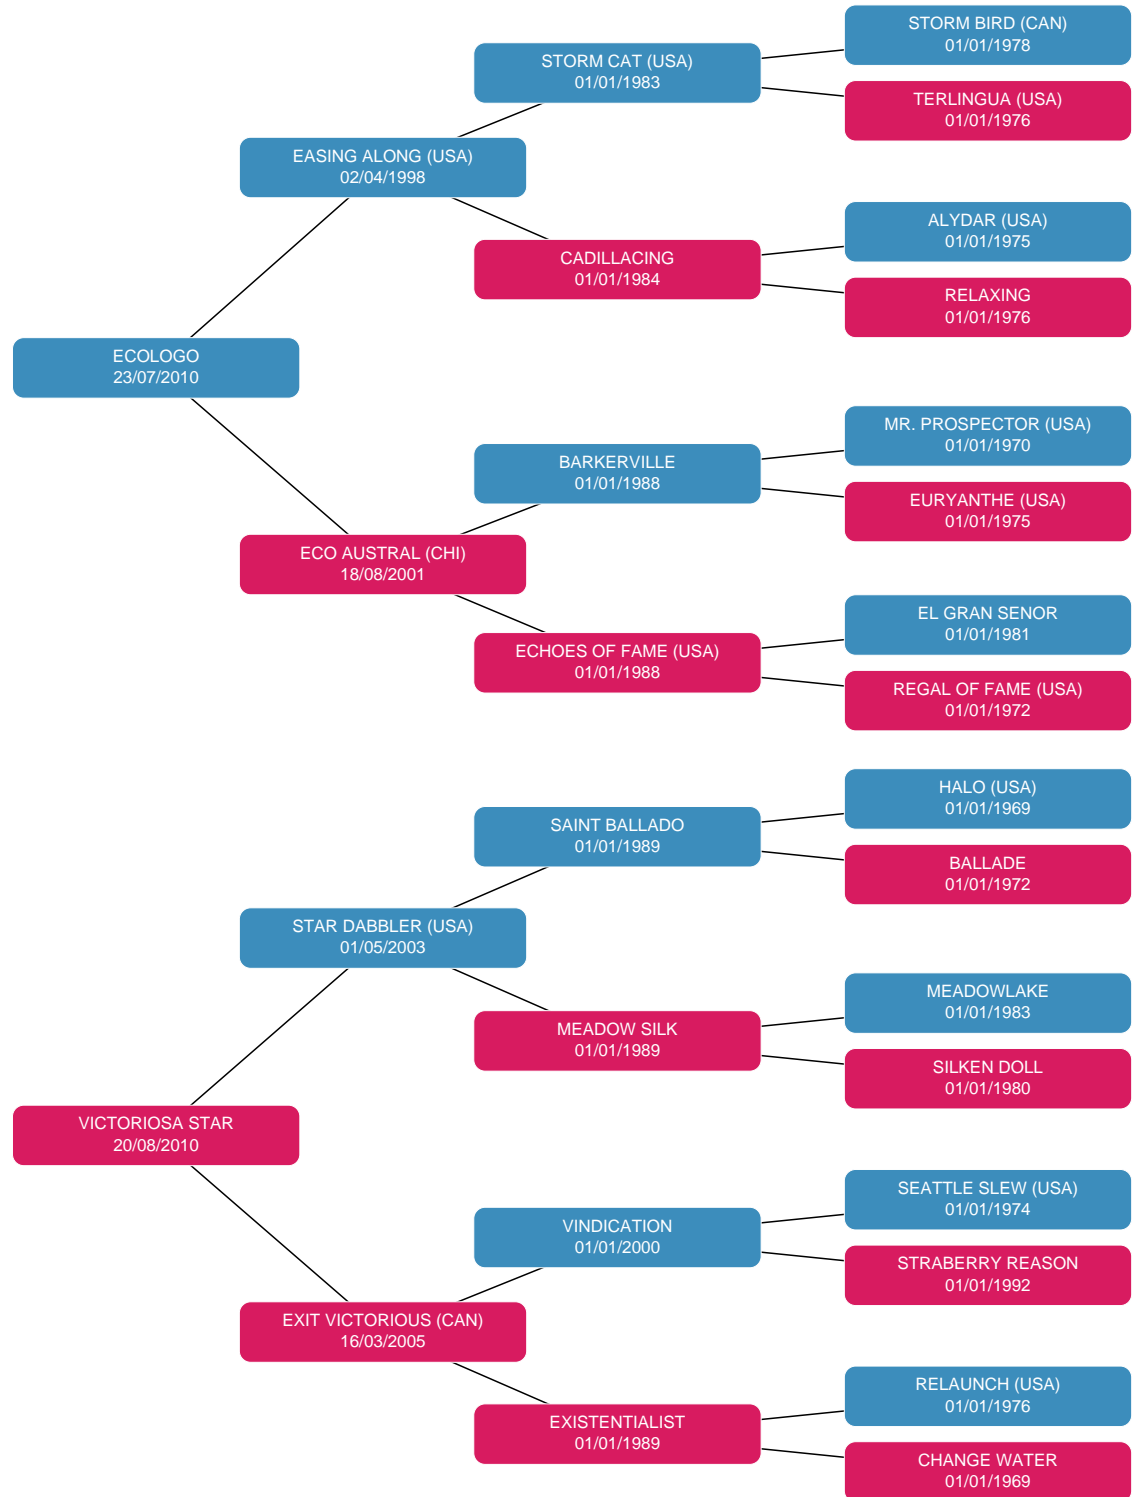 STORM BIRD (CAN)
01/01/1978
STORM CAT (USA)
01/01/1983
TERLINGUA (USA)
01/01/1976
EASING ALONG (USA)
02/04/1998
ALYDAR (USA)
01/01/1975
CADILLACING
01/01/1984
RELAXING
01/01/1976
ECOLOGO
23/07/2010
MR. PROSPECTOR (USA)
01/01/1970
BARKERVILLE
01/01/1988
EURYANTHE (USA)
01/01/1975
ECO AUSTRAL (CHI)
18/08/2001
EL GRAN SENOR
01/01/1981
ECHOES OF FAME (USA)
01/01/1988
REGAL OF FAME (USA)
01/01/1972
HALO (USA)
01/01/1969
SAINT BALLADO
01/01/1989
BALLADE
01/01/1972
STAR DABBLER (USA)
01/05/2003
MEADOWLAKE
01/01/1983
MEADOW SILK
01/01/1989
SILKEN DOLL
01/01/1980
VICTORIOSA STAR
20/08/2010
SEATTLE SLEW (USA)
01/01/1974
VINDICATION
01/01/2000
STRABERRY REASON
01/01/1992
EXIT VICTORIOUS (CAN)
16/03/2005
RELAUNCH (USA)
01/01/1976
EXISTENTIALIST
01/01/1989
CHANGE WATER
01/01/1969